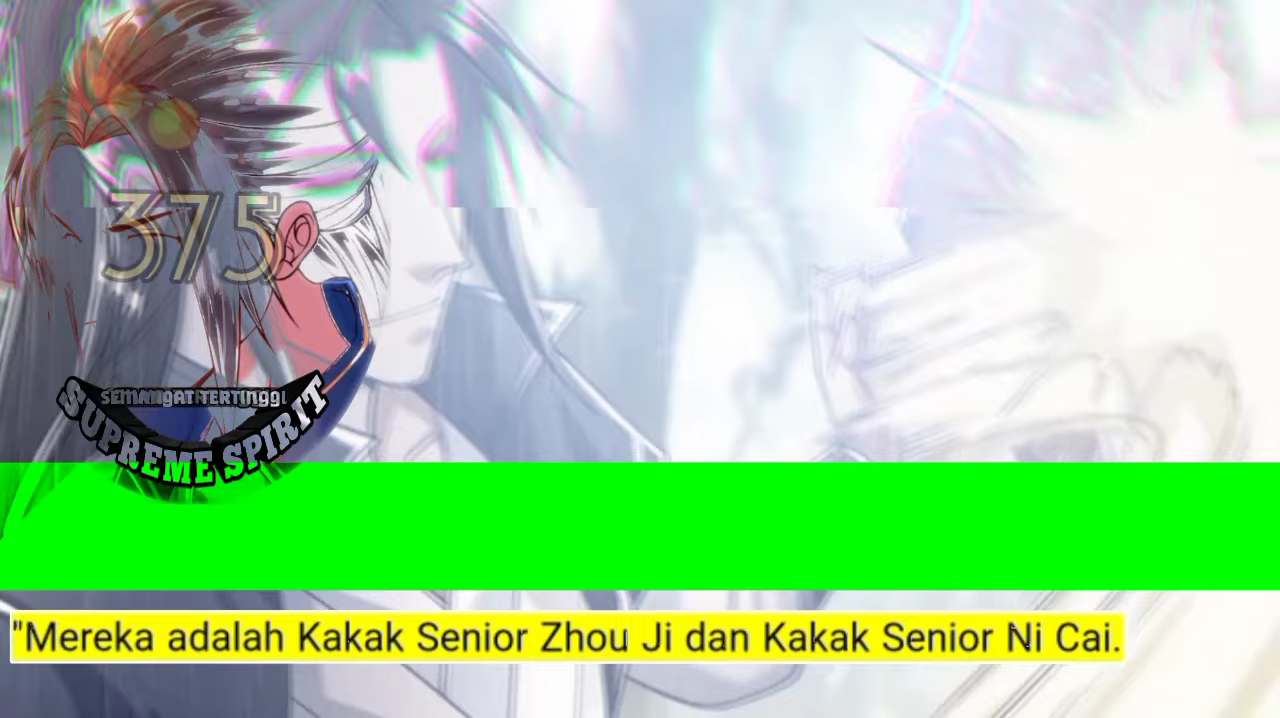 375
SEMANGAT TERTINGGI
SUPREME SPIRIT
"Mereka adalah Kakak Senior Zhou Ji dan Kakak Senior Ni Cai.